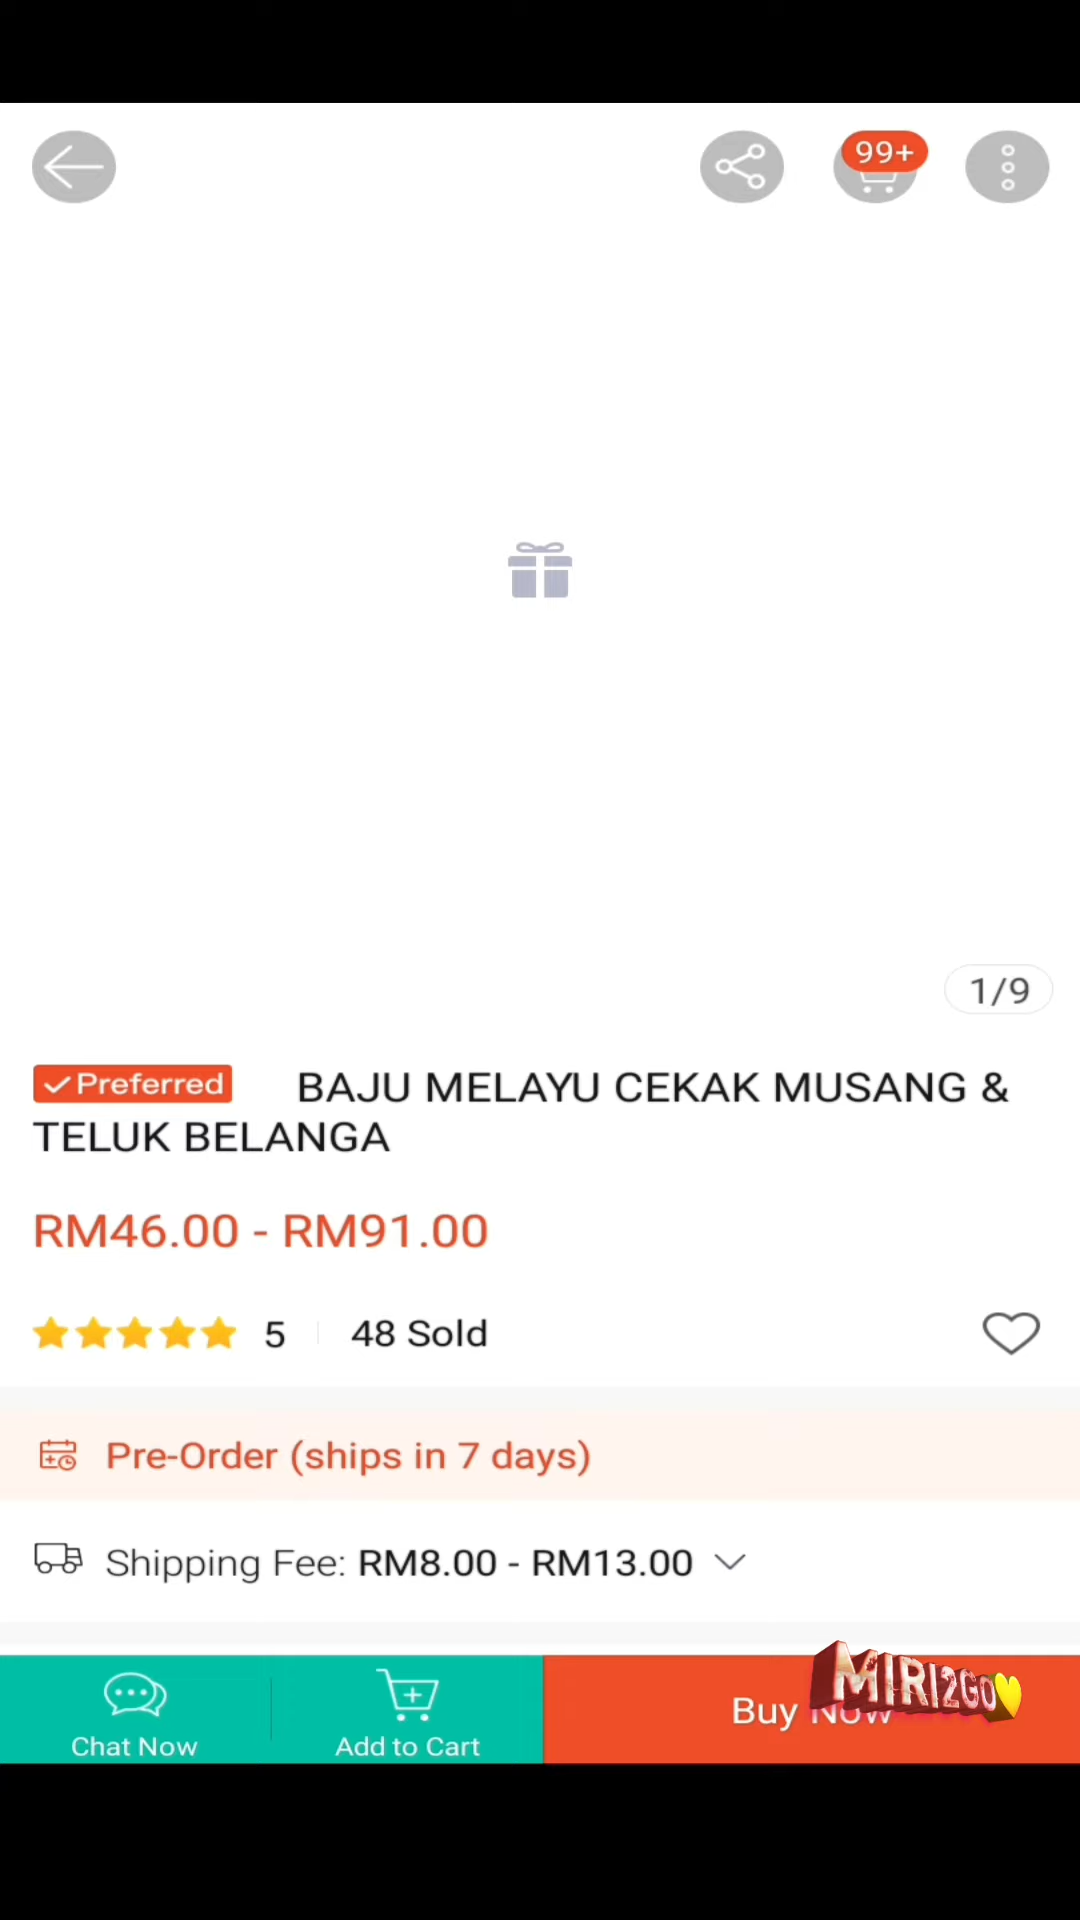 99+
1/9
Preferred BAJU MELAYU CEKAK MUSANG &
TELUK BELANGA
RM46.00 - RM91.00
5 48 Sold
Pre-Order (ships in 7 days)
Shipping Fee: RM8.00 - RM13.00
Chat Now
Add to Cart
Buy Now
MIRI2GO